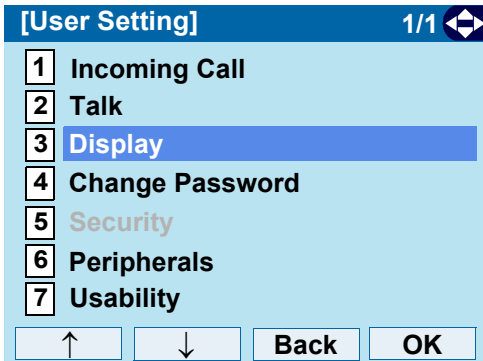 [User Setting] 1/1
1 Incoming Call
2 Talk
3 Display
4 Change Password
5 Security
6 Peripherals
7 Usability
↑ ↓ Back OK